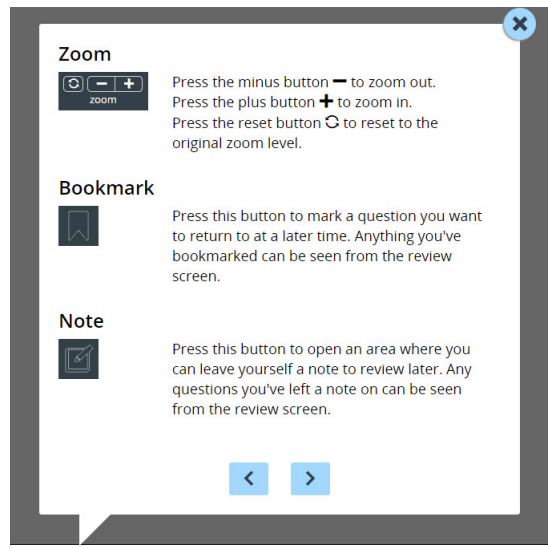 Zoom
zoom
Press the minus button − to zoom out.
Press the plus button + to zoom in.
Press the reset button to reset to the
original zoom level.
Bookmark
Press this button to mark a question you want
to return to at a later time. Anything you've
bookmarked can be seen from the review
screen.
Note
Press this button to open an area where you
can leave yourself a note to review later. Any
questions you've left a note on can be seen
from the review screen.